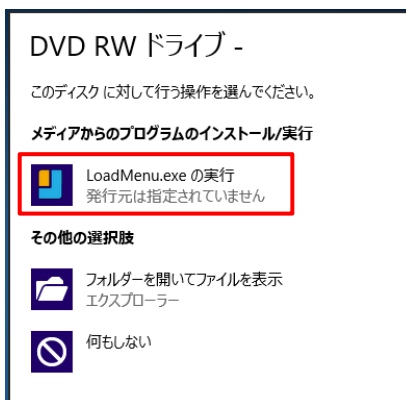 DVD RW ドライブ -
このディスク に対して行う操作を選んでください。
メディアからのプログラムのインストール/実行
LoadMenu.exe の実行
発行元は指定されていません
その他の選択肢
フォルダーを開いてファイルを表示
エクスプローラー
何もしない